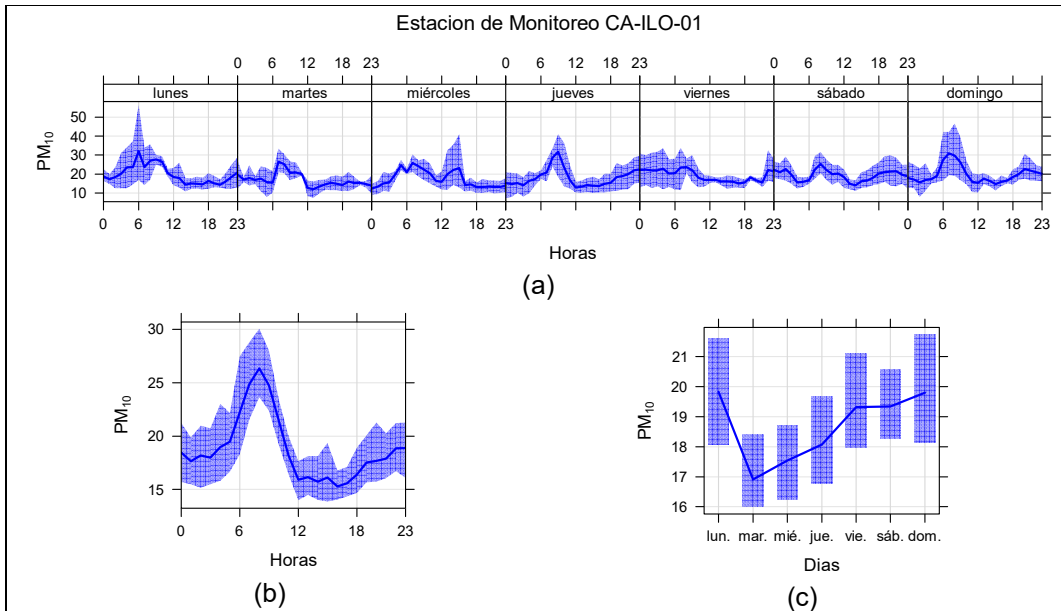 Estacion de Monitoreo CA-ILO-01
0 6 12 18 23 0 6 12 18 23 0 6 12 18 23
lunes martes miércoles jueves viernes sábado domingo
PM10
50
40
30
20
10
0 6 12 18 23 0 6 12 18 23 0 6 12 18 23 0 6 12 18 23
Horas
(a)
PM10
30
25
20
15
0 6 12 18 23
Horas
(b)
PM10
21
20
19
18
17
16
lun. mar. mié. jue. vie. sáb. dom.
Dias
(c)